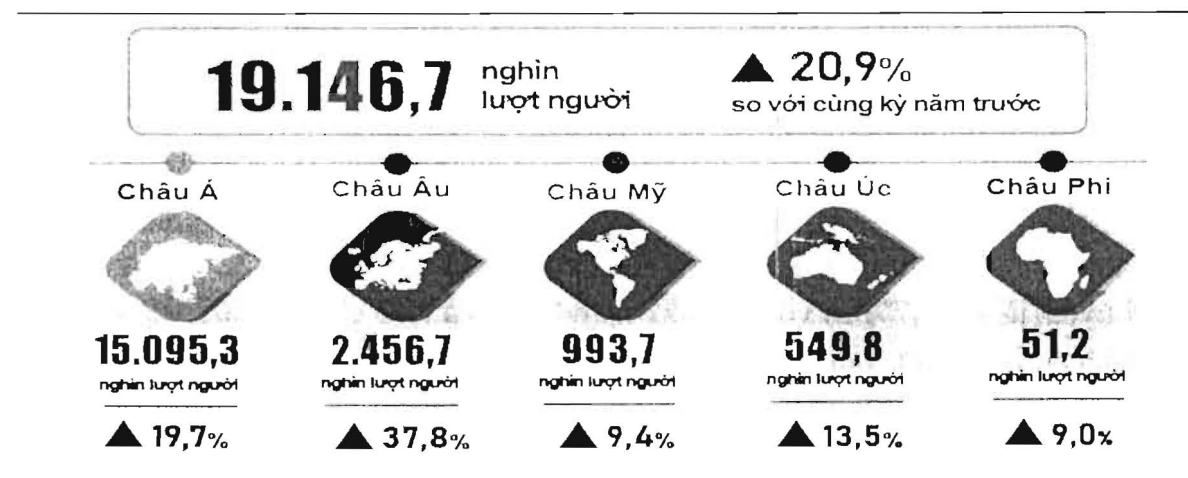 19.146,7 nghìn lượt người ▲ 20,9% so với cùng kỳ năm trước
Châu Á Châu Âu Châu Mỹ Châu Úc Châu Phi
15.095,3 2.456,7 993,7 549,8 51,2
nghìn lượt người nghìn lượt người nghìn lượt người nghìn lượt người nghìn lượt người
▲ 19,7% ▲ 37,8% ▲ 9,4% ▲ 13,5% ▲ 9,0%